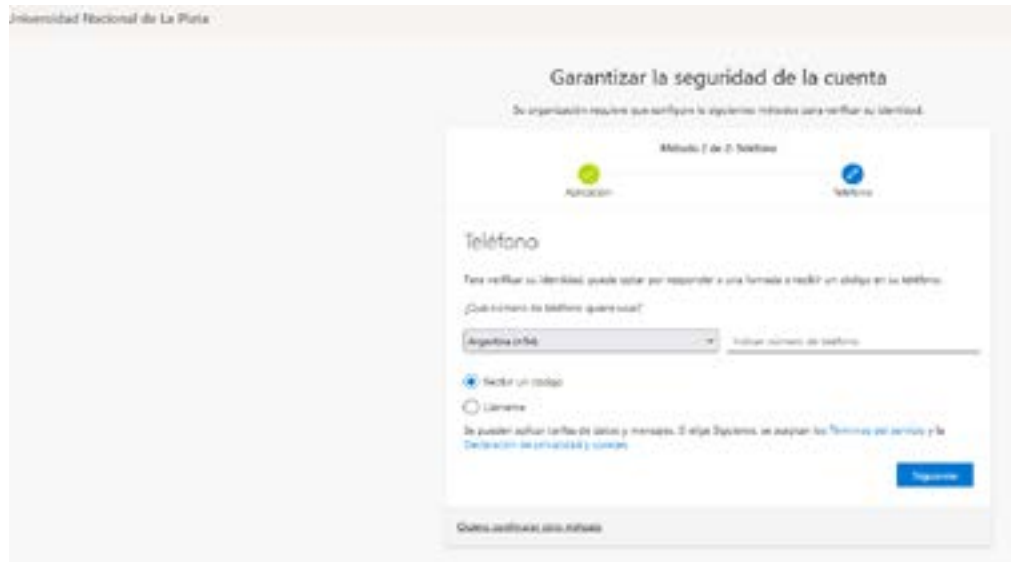 Universidad Nacional de La Plata
Garantizar la seguridad de la cuenta
Su organización requiere que configure lo siguientes métodos para verificar su identidad.
Método 2 de 2: Teléfono
Aplicación
Teléfono
Teléfono
Para verificar su identidad, puede optar por responder a una llamada o recibir un código en su teléfono.
¿Qué número de teléfono quiere usar?
Argentina (+54)
número de teléfono
Recibir un código
Llámame
Se pueden aplicar tarifas de datos y mensajes. Si elige Siguiente, se aceptan los Términos del servicio y la
Declaración de privacidad y cookies.
Siguiente
Quiero configurar otro método